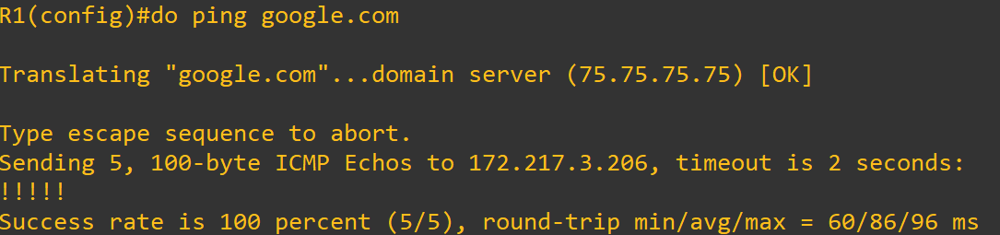 R1(config)#do ping google.com
Translating "google.com"...domain server (75.75.75.75) [OK]
Type escape sequence to abort.
Sending 5, 100-byte ICMP Echos to 172.217.3.206, timeout is 2 seconds:
!!!!!
Success rate is 100 percent (5/5), round-trip min/avg/max = 60/86/96 ms